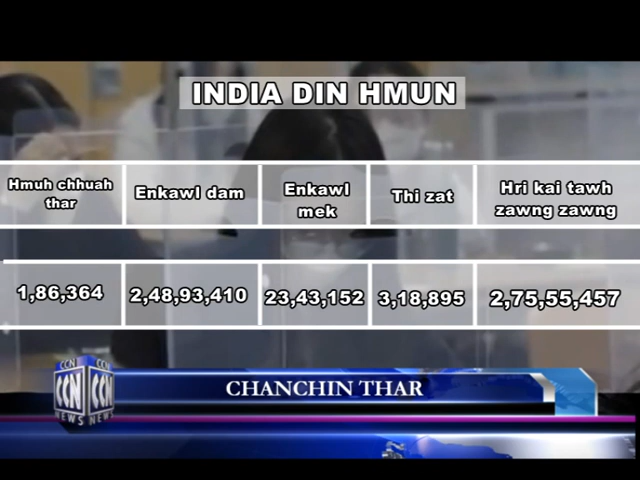 INDIA DIN HMUN
Hmuh chhuah
thar
Enkawl dam
Enkawl
mek
Thi zat
Hri kai tawh
zawng zawng
1,86,364
2,48,93,410
23,43,152
3,18,895
2,75,55,457
CHANCHIN THAR
CCN
CCN
CCN
CCN
NEWS
NEWS